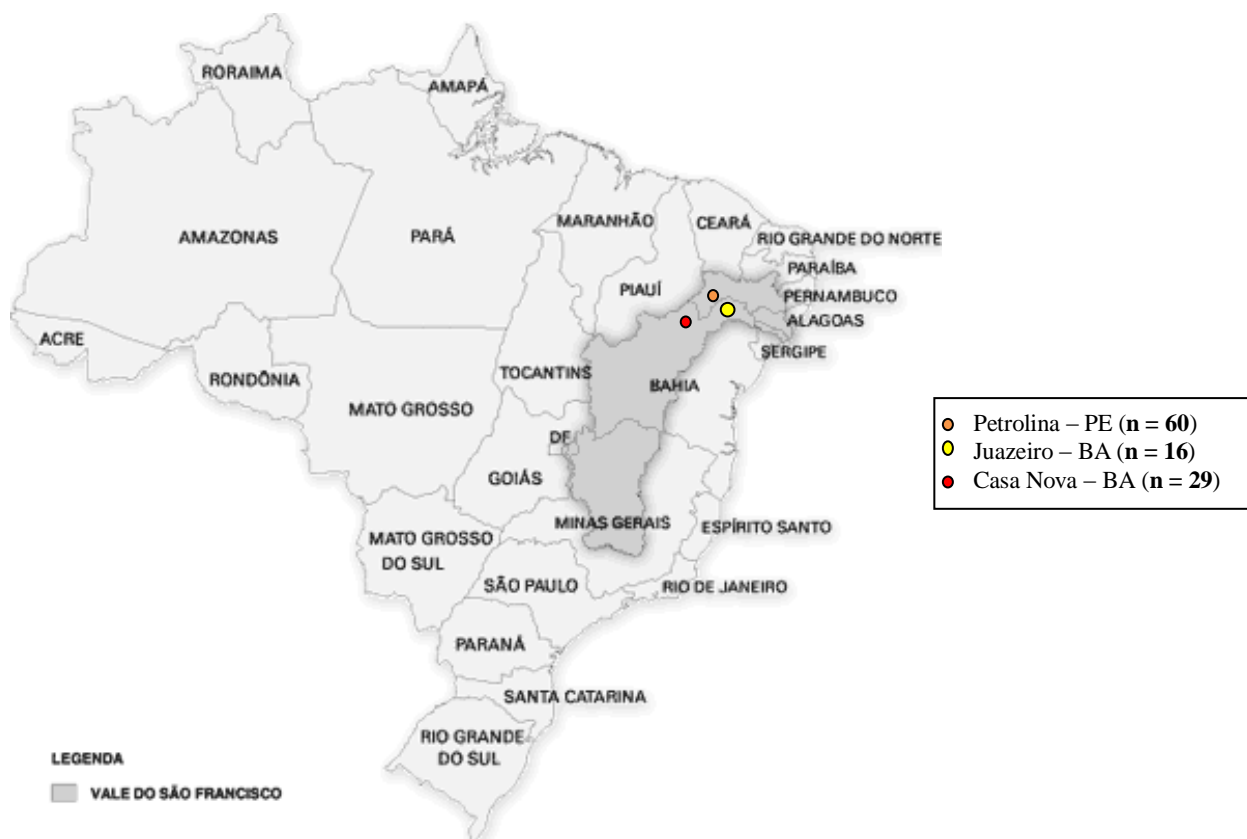 RORAIMA
AMAPÁ
AMAZONAS
PARÁ
MARANHÃO
CEARÁ
RIO GRANDE DO NORTE
PARAÍBA
PIAUÍ
PERNAMBUCO
ALAGOAS
SERGIPE
ACRE
RONDÔNIA
TOCANTINS
BAHIA
MATO GROSSO
DF
GOIÁS
MINAS GERAIS
ESPÍRITO SANTO
MATO GROSSO
DO SUL
SÃO PAULO
RIO DE JANEIRO
PARANÁ
SANTA CATARINA
RIO GRANDE
DO SUL
LEGENDA
VALE DO SÃO FRANCISCO
Petrolina – PE (n = 60)
Juazeiro – BA (n = 16)
Casa Nova – BA (n = 29)